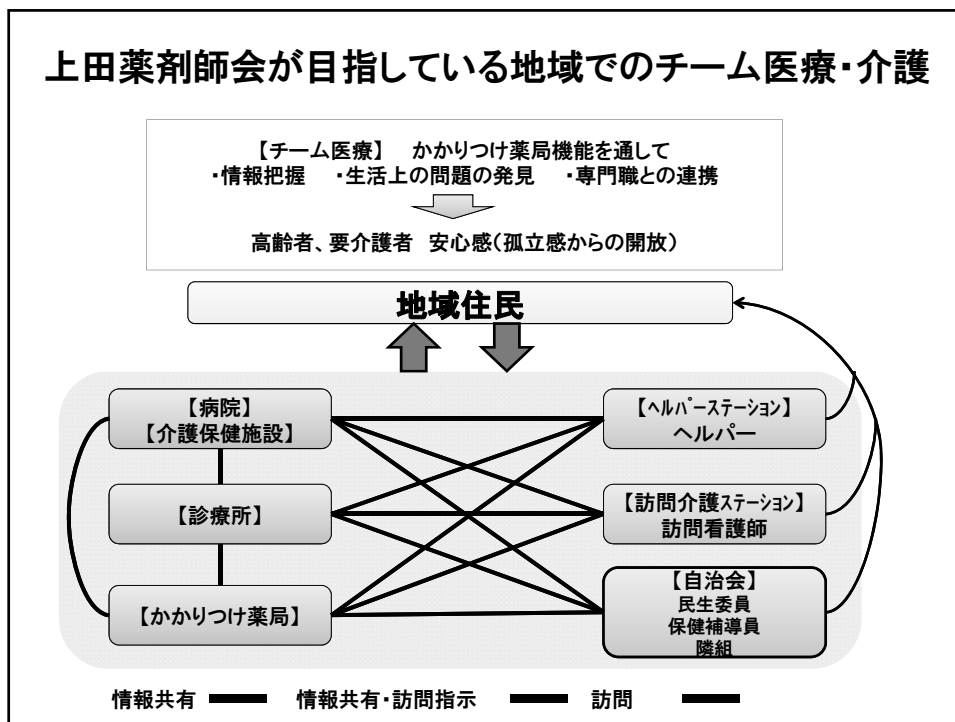 上田薬剤師会が目指している地域でのチーム医療・介護
【チーム医療】　かかりつけ薬局機能を通して
・情報把握　・生活上の問題の発見　・専門職との連携
高齢者、要介護者　安心感（孤立感からの開放）
地域住民
【病院】
【介護保健施設】
【診療所】
【かかりつけ薬局】
【ﾍﾙﾊﾟｰステーション】
ヘルパー
【訪問介護ｽﾃｰｼｮﾝ】
訪問看護師
【自治会】
民生委員
保健補導員
隣組
情報共有　情報共有・訪問指示　訪問